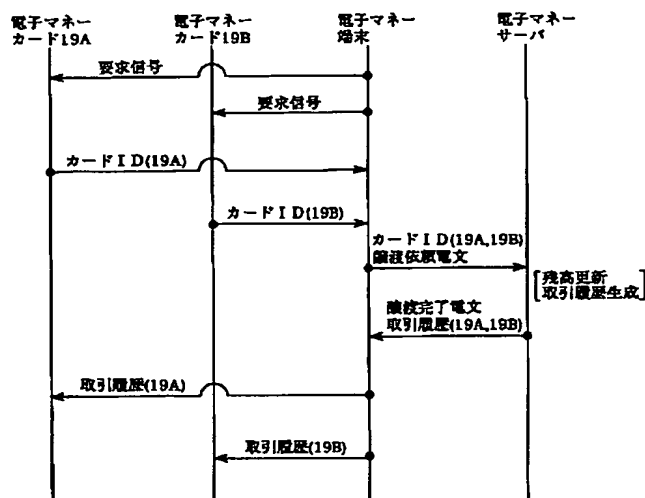 電子マネー
カード19A
電子マネー
カード19B
電子マネー
端末
電子マネー
サーバ
要求信号
要求信号
カードＩＤ(19A)
カードＩＤ(19B)
カードＩＤ(19A,19B)
譲渡依頼電文
残高更新
取引履歴生成
譲渡完了電文
取引履歴(19A,19B)
取引履歴(19A)
取引履歴(19B)